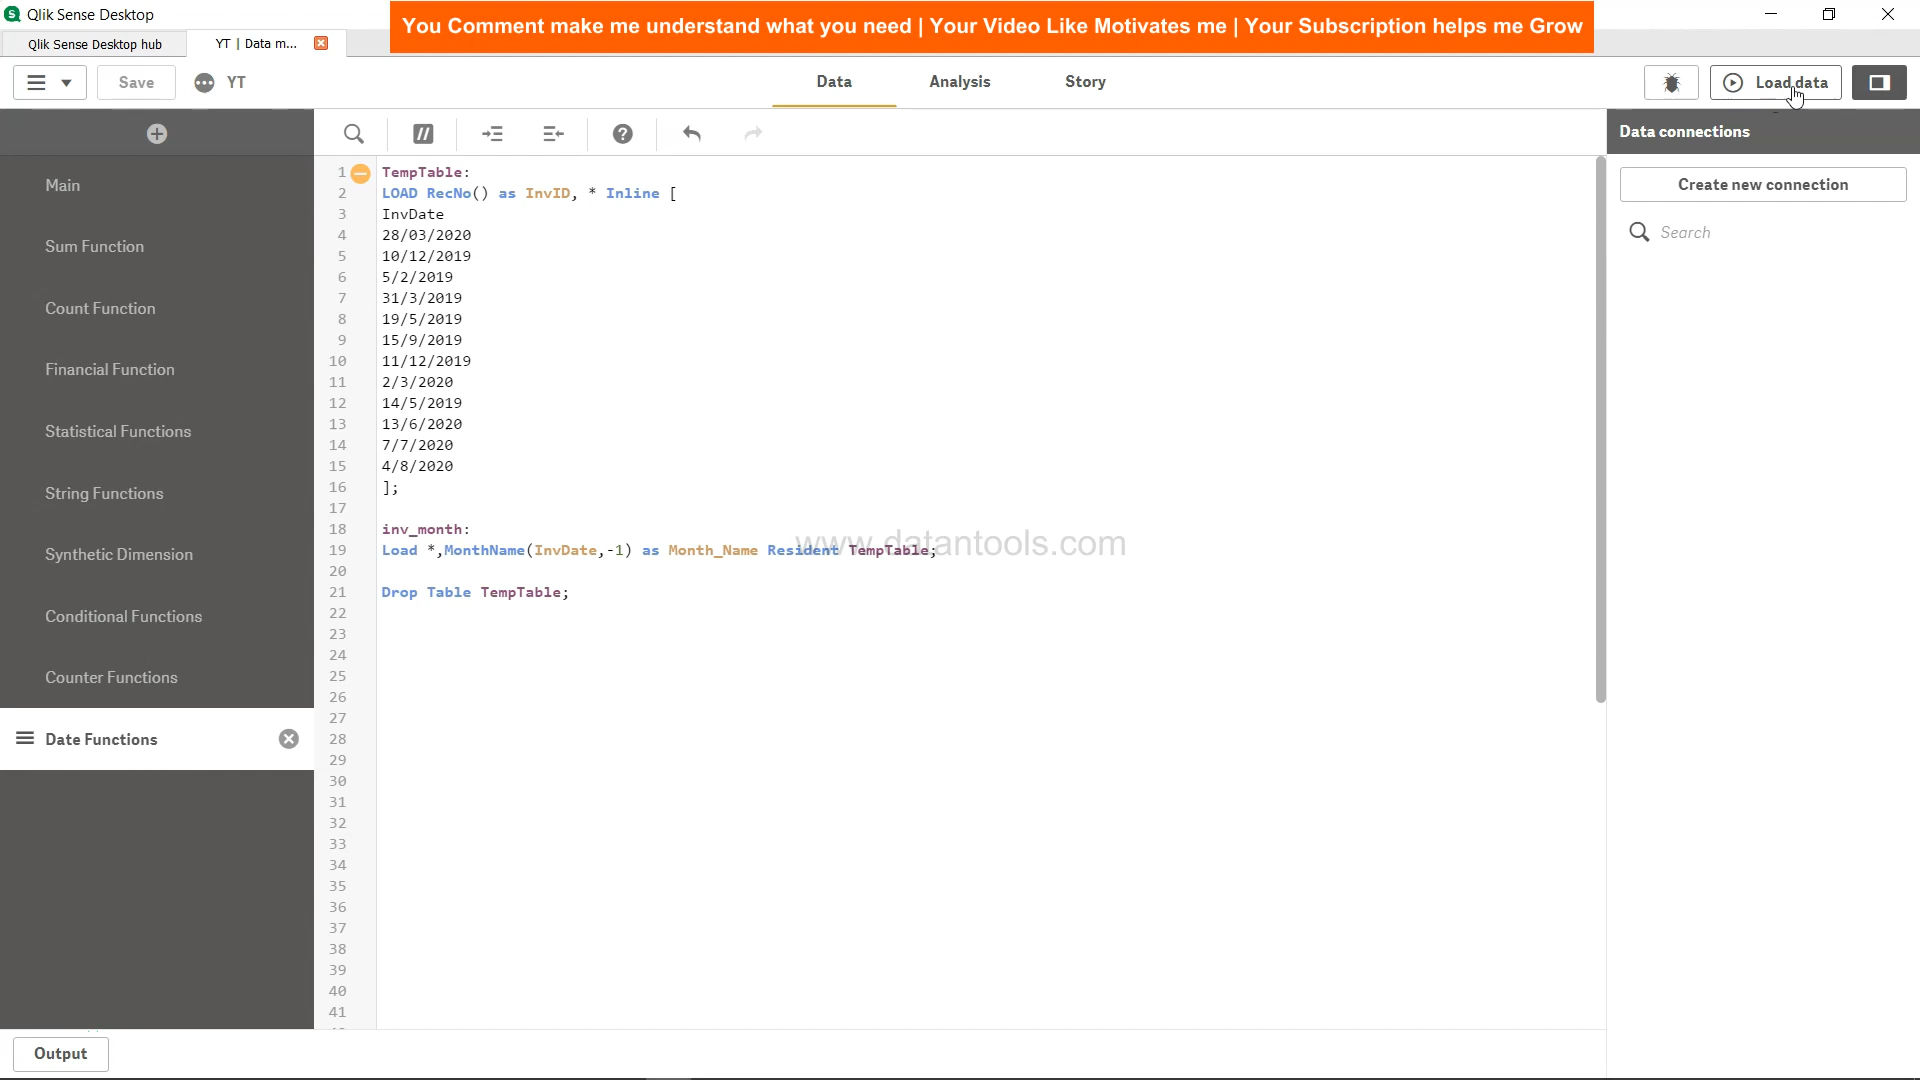 Qlik Sense Desktop
You Comment make me understand what you need | Your Video Like Motivates me | Your Subscription helps me Grow
Qlik Sense Desktop hub
YT | Data m...
Save
YT
Data
Analysis
Story
Load data
Data connections
Create new connection
Search
Main
Sum Function
Count Function
Financial Function
Statistical Functions
String Functions
Synthetic Dimension
Conditional Functions
Counter Functions
Date Functions
1 TempTable:
2 LOAD RecNo() as InvID, * Inline [
3 InvDate
4 28/03/2020
5 10/12/2019
6 5/2/2019
7 31/3/2019
8 19/5/2019
9 15/9/2019
10 11/12/2019
11 2/3/2020
12 14/5/2019
13 13/6/2020
14 7/7/2020
15 4/8/2020
16 ];
17
18 inv_month:
19 Load *,MonthName(InvDate,-1) as Month_Name Resident TempTable;
www.datantools.com
20
21 Drop Table TempTable;
22
23
24
25
26
27
28
29
30
31
32
33
34
35
36
37
38
39
40
41
Output